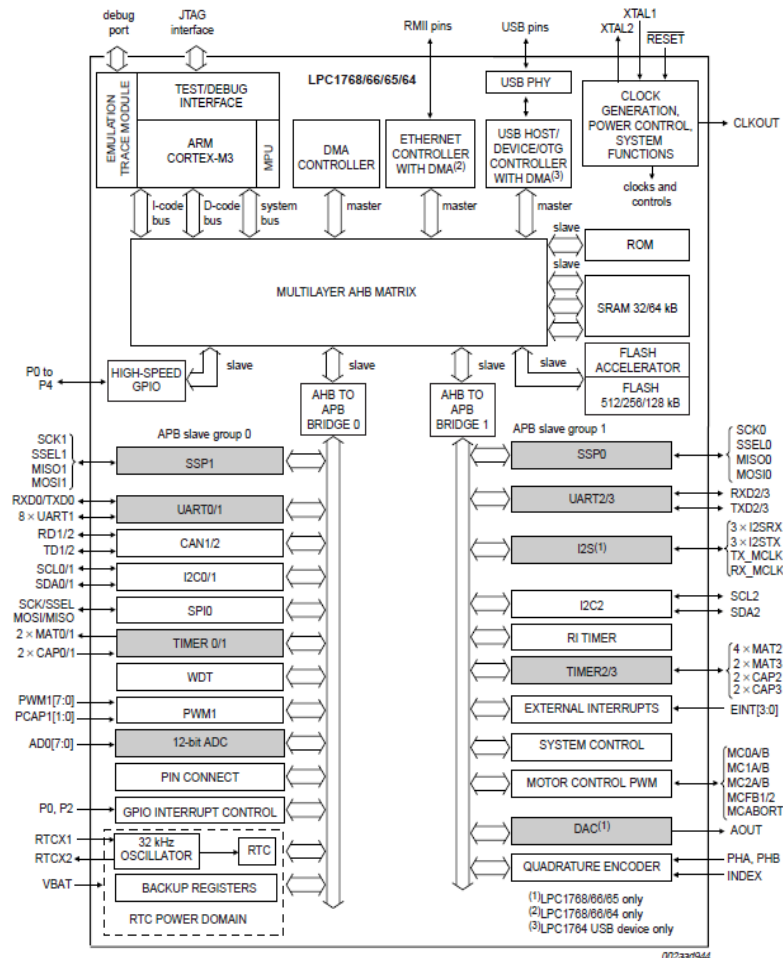 debug
port
JTAG
interface
RMII pins
USB pins
XTAL1
XTAL2
RESET
LPC1768/66/65/64
EMULATION
TRACE MODULE
TEST/DEBUG
INTERFACE
ARM
CORTEX-M3
MPU
DMA
CONTROLLER
ETHERNET
CONTROLLER
WITH DMA(2)
USB PHY
USB HOST/
DEVICE/OTG
CONTROLLER
WITH DMA(3)
CLOCK
GENERATION,
POWER CONTROL,
SYSTEM
FUNCTIONS
CLKOUT
clocks and
controls
I-code
bus
D-code
bus
system
bus
master
master
master
slave
ROM
MULTILAYER AHB MATRIX
slave
SRAM 32/64 kB
P0 to
P4
HIGH-SPEED
GPIO
slave
slave
slave
slave
FLASH
ACCELERATOR
FLASH
512/256/128 kB
AHB TO
APB
BRIDGE 0
AHB TO
APB
BRIDGE 1
APB slave group 0
APB slave group 1
SCK1
SSEL1
MISO1
MOSI1
SSP1
SSP0
SCK0
SSEL0
MISO0
MOSI0
RXD0/TXD0
8 × UART1
UART0/1
UART2/3
RXD2/3
TXD2/3
RD1/2
TD1/2
CAN1/2
I2S(1)
3 × I2SRX
3 × I2STX
TX_MCLK
RX_MCLK
SCL0/1
SDA0/1
I2C0/1
I2C2
SCL2
SDA2
SCK/SSEL
MOSI/MISO
SPI0
RI TIMER
2 × MAT0/1
2 × CAP0/1
TIMER 0/1
TIMER2/3
4 × MAT2
2 × MAT3
2 × CAP2
2 × CAP3
WDT
EXTERNAL INTERRUPTS
EINT[3:0]
PWM1[7:0]
PCAP1[1:0]
PWM1
SYSTEM CONTROL
AD0[7:0]
12-bit ADC
MOTOR CONTROL PWM
MC0A/B
MC1A/B
MC2A/B
MCFB1/2
MCABORT
PIN CONNECT
P0, P2
GPIO INTERRUPT CONTROL
DAC(1)
AOUT
RTCX1
RTCX2
32 kHz
OSCILLATOR
RTC
QUADRATURE ENCODER
PHA, PHB
INDEX
VBAT
BACKUP REGISTERS
RTC POWER DOMAIN
(1)LPC1768/66/65 only
(2)LPC1768/66/64 only
(3)LPC1764 USB device only
002aad944